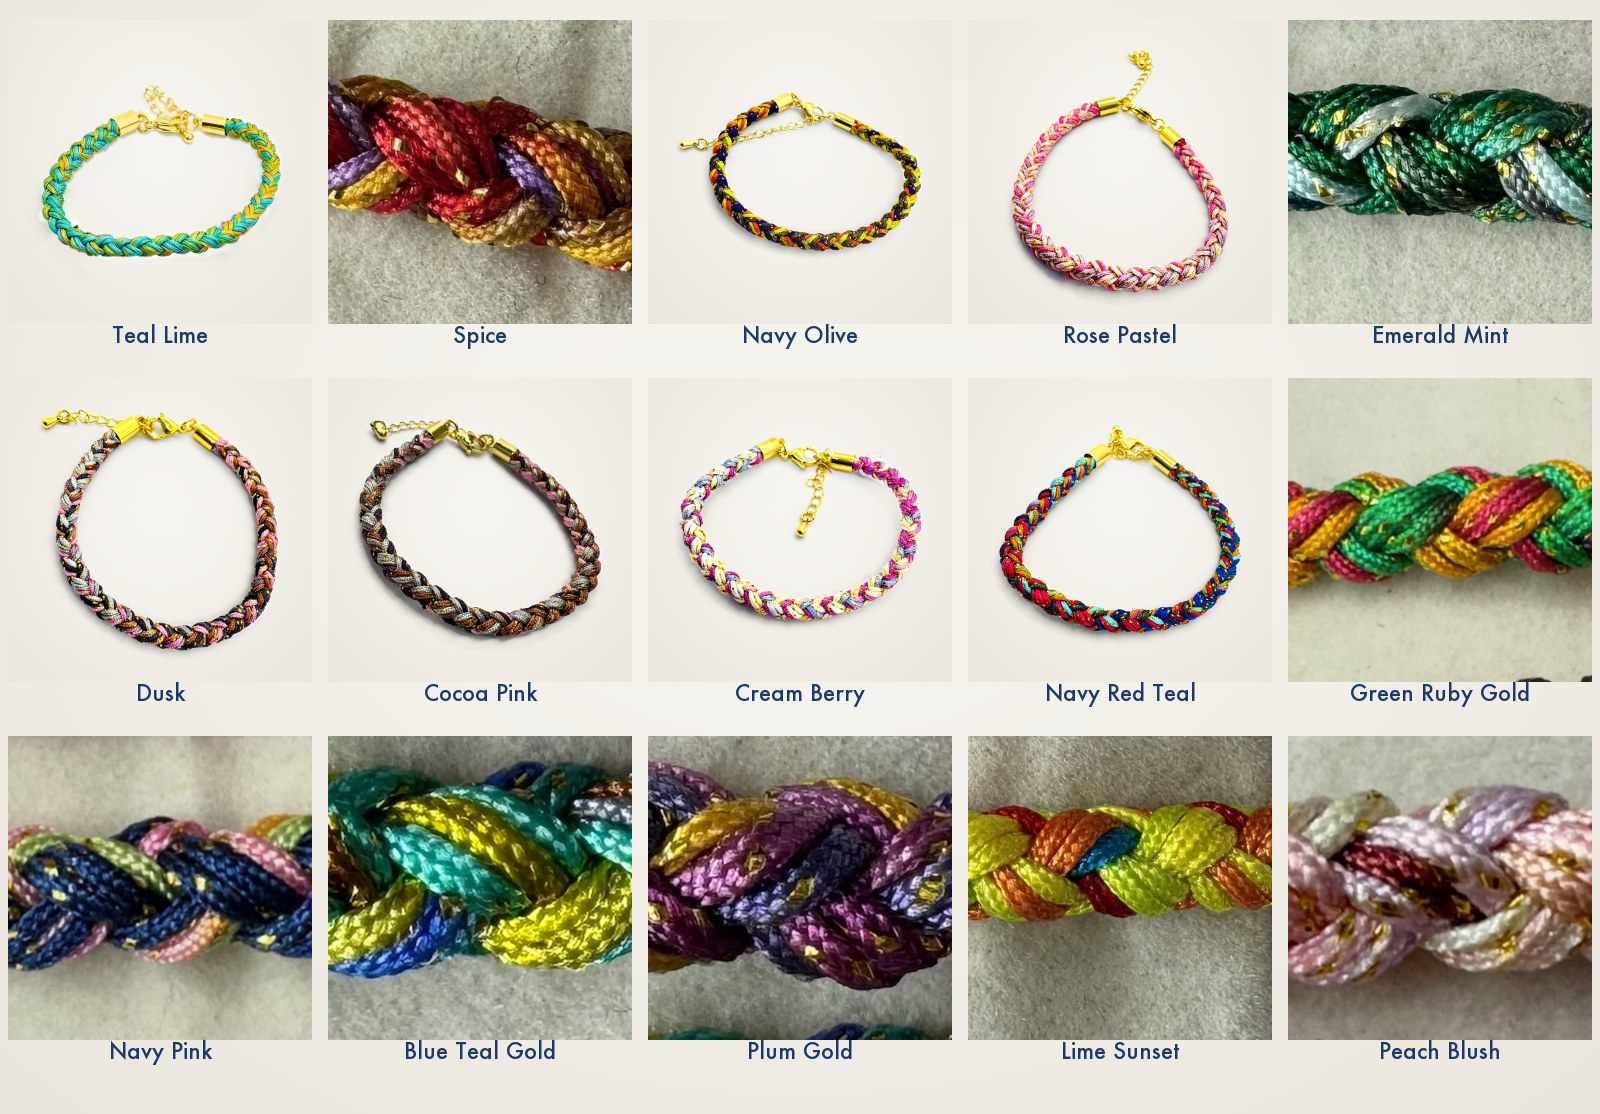 Teal Lime
Spice
Navy Olive
Rose Pastel
Emerald Mint
Dusk
Cocoa Pink
Cream Berry
Navy Red Teal
Green Ruby Gold
Navy Pink
Blue Teal Gold
Plum Gold
Lime Sunset
Peach Blush